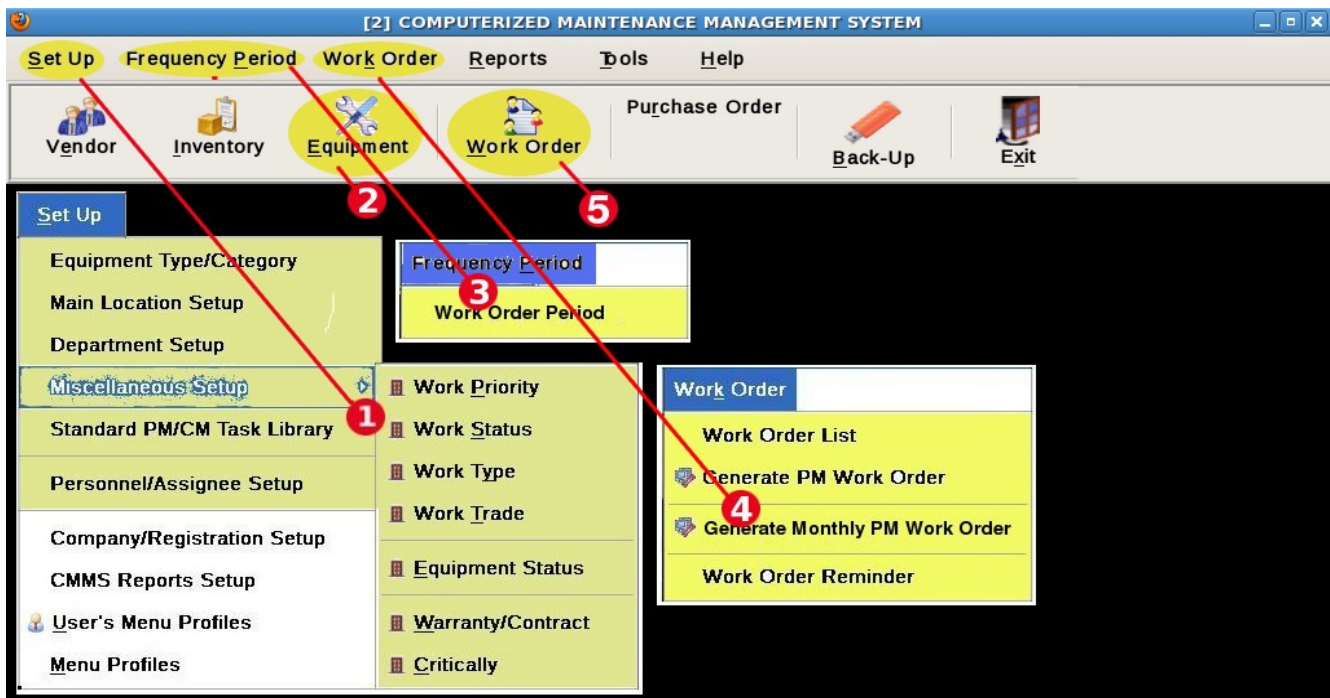 [2] COMPUTERIZED MAINTENANCE MANAGEMENT SYSTEM
Set Up Frequency Period Work Order Reports Tools Help
Vendor Inventory Equipment Work Order Purchase Order Back-Up Exit
2
5
Set Up
Equipment Type/Category
Main Location Setup
Department Setup
Miscellaneous Setup
1
Standard PM/CM Task Library
Personnel/Assignee Setup
Company/Registration Setup
CMMS Reports Setup
User's Menu Profiles
Menu Profiles
Frequency Period
3
Work Order Period
Work Priority
Work Status
Work Type
Work Trade
Equipment Status
Warranty/Contract
Critically
Work Order
Work Order List
Generate PM Work Order
4
Generate Monthly PM Work Order
Work Order Reminder